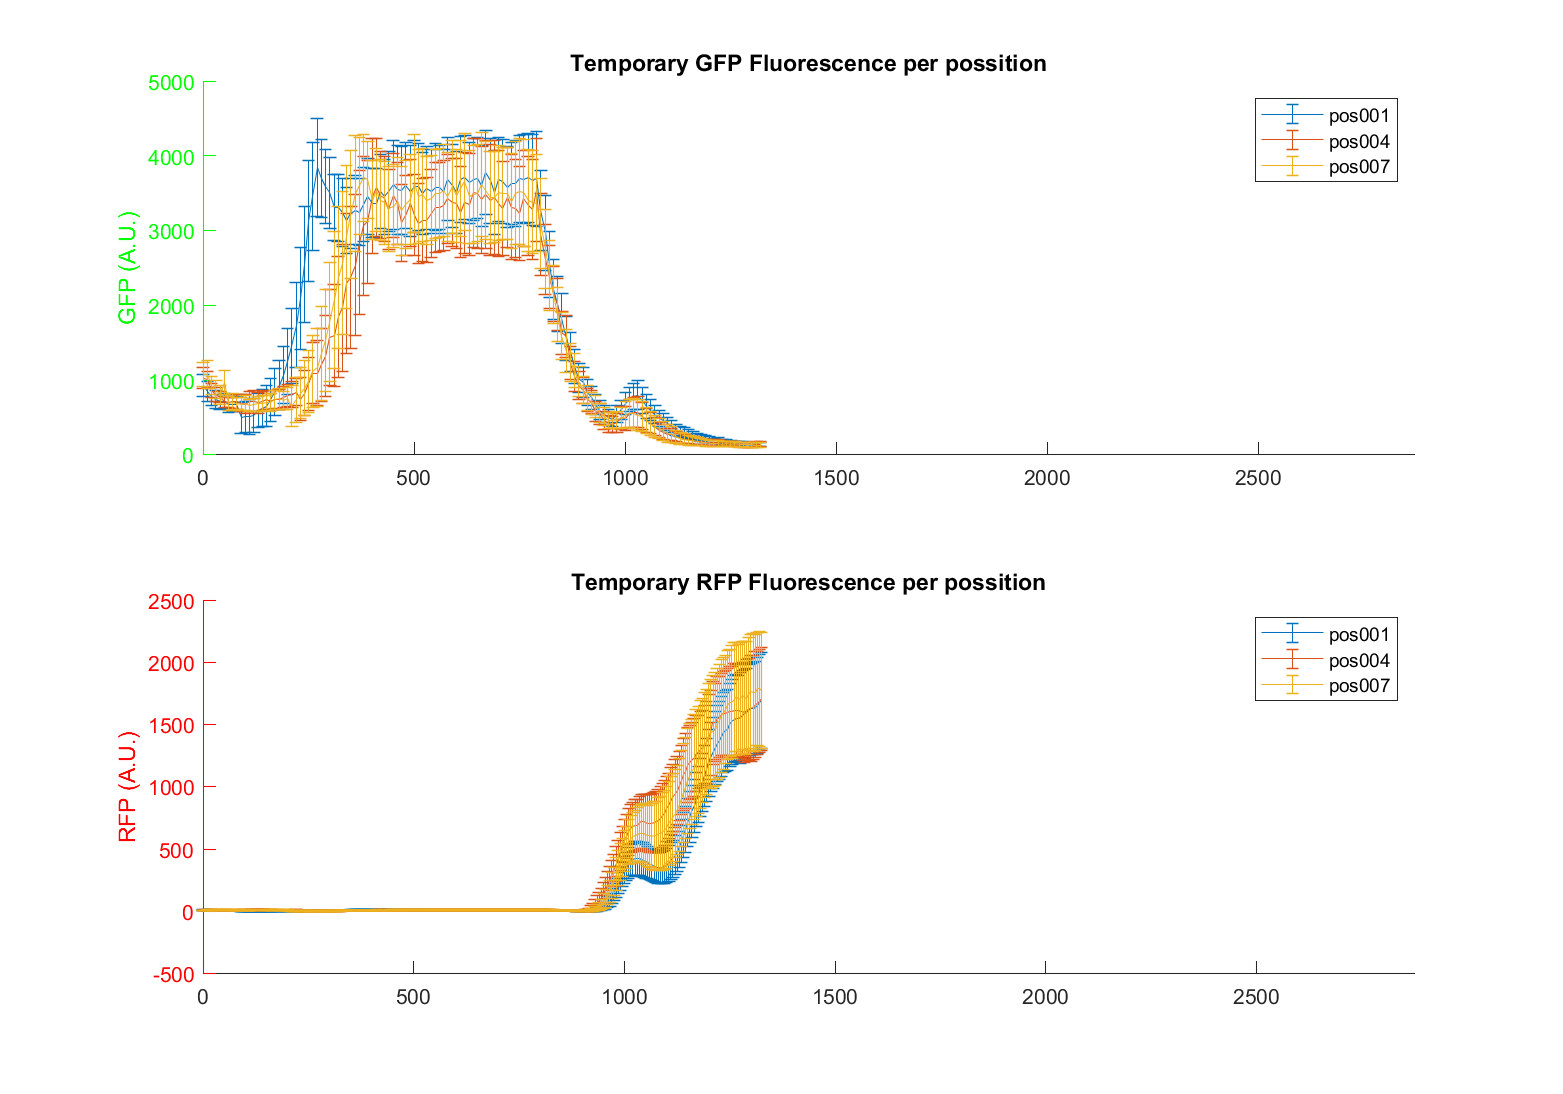 Temporary GFP Fluorescence per possition
5000
4000
3000
2000
1000
0
GFP (A.U.)
0 500 1000 1500 2000 2500
pos001
pos004
pos007
Temporary RFP Fluorescence per possition
2500
2000
1500
1000
500
0
-500
RFP (A.U.)
0 500 1000 1500 2000 2500
pos001
pos004
pos007